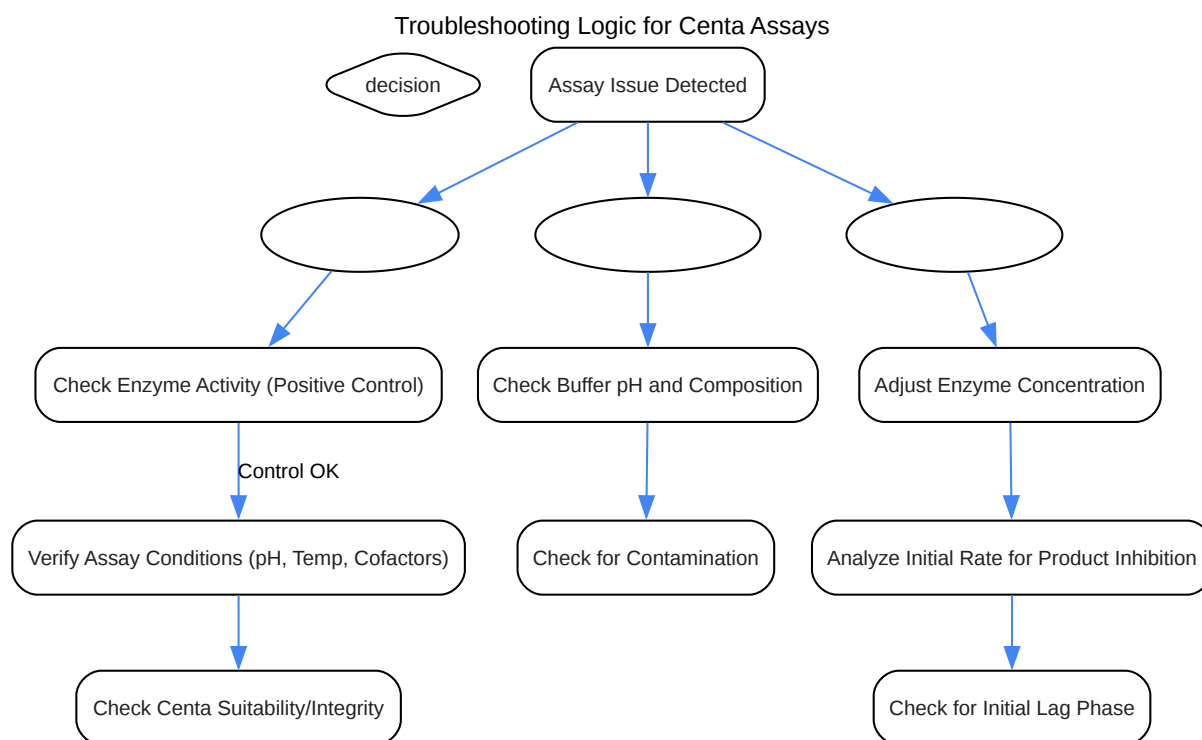 Troubleshooting Logic for Centa Assays
decision
Assay Issue Detected
Check Enzyme Activity (Positive Control)
Check Buffer pH and Composition
Adjust Enzyme Concentration
Control OK
Verify Assay Conditions (pH, Temp, Cofactors)
Check for Contamination
Analyze Initial Rate for Product Inhibition
Check Centa Suitability/Integrity
Check for Initial Lag Phase